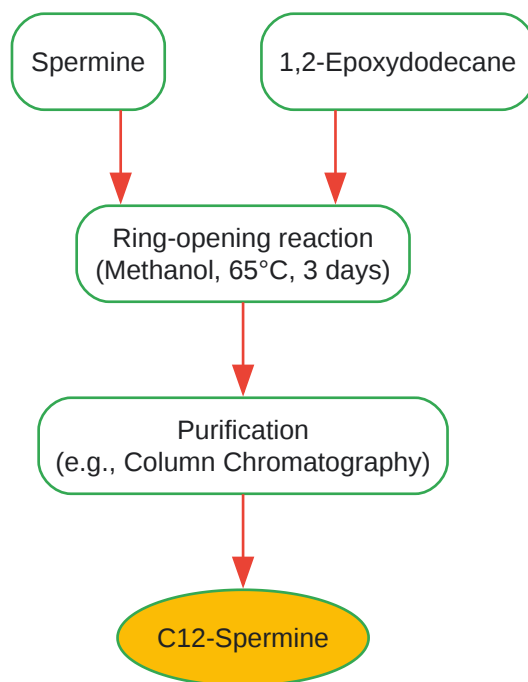 Spermine
1,2-Epoxydodecane
Ring-opening reaction
(Methanol, 65°C, 3 days)
Purification
(e.g., Column Chromatography)
C12-Spermine